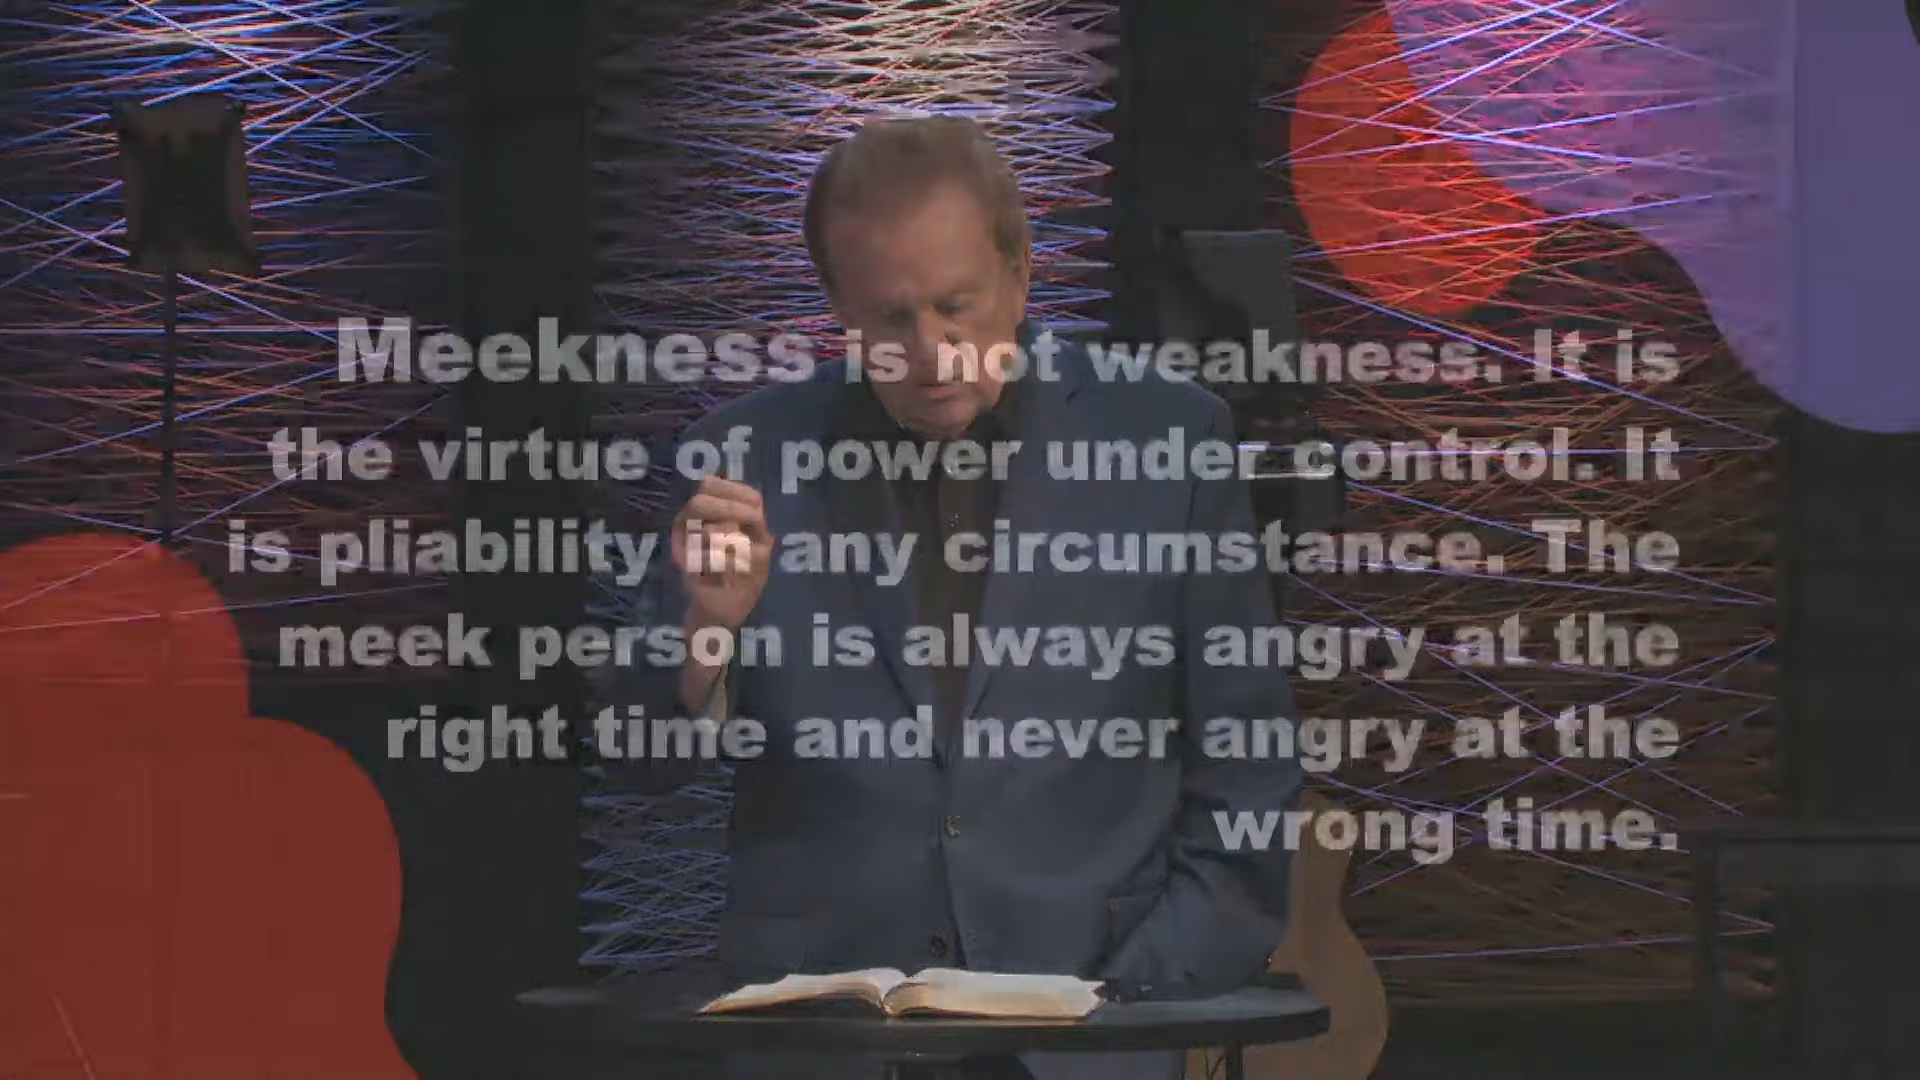 Meekness is not weakness. It is
the virtue of power under control. It
is pliability in any circumstance. The
meek person is always angry at the
right time and never angry at the
wrong time.